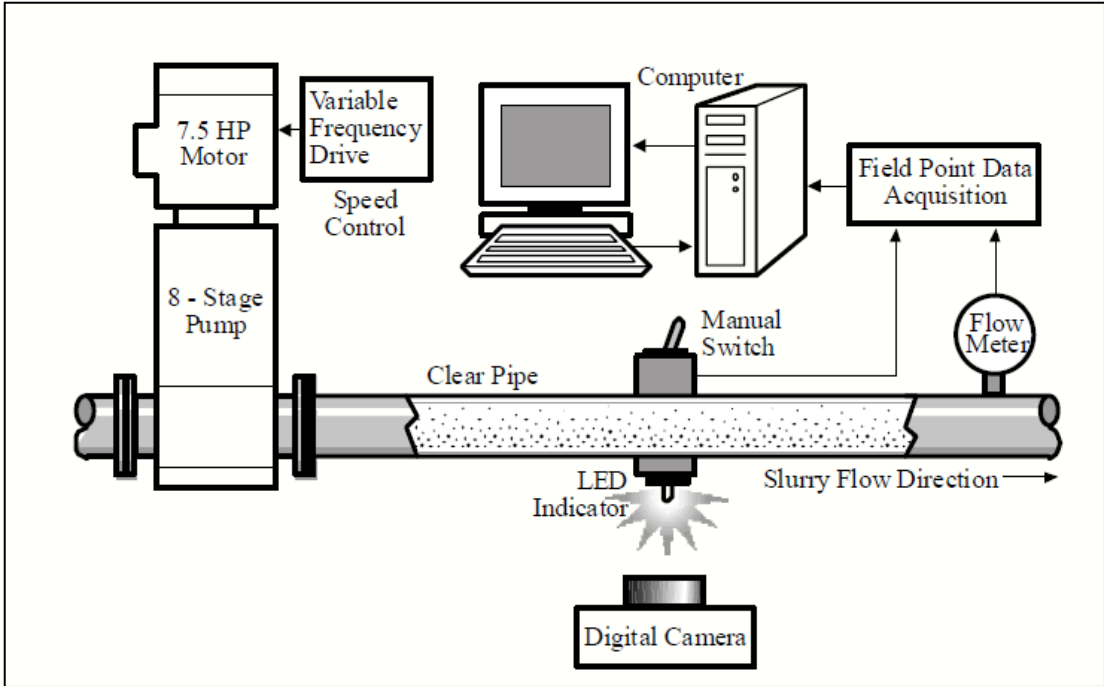 7.5 HP
Motor
Variable
Frequency
Drive
Speed
Control
Computer
Field Point Data
Acquisition
8 - Stage
Pump
Manual
Switch
Flow
Meter
Clear Pipe
LED
Indicator
Slurry Flow Direction
Digital Camera